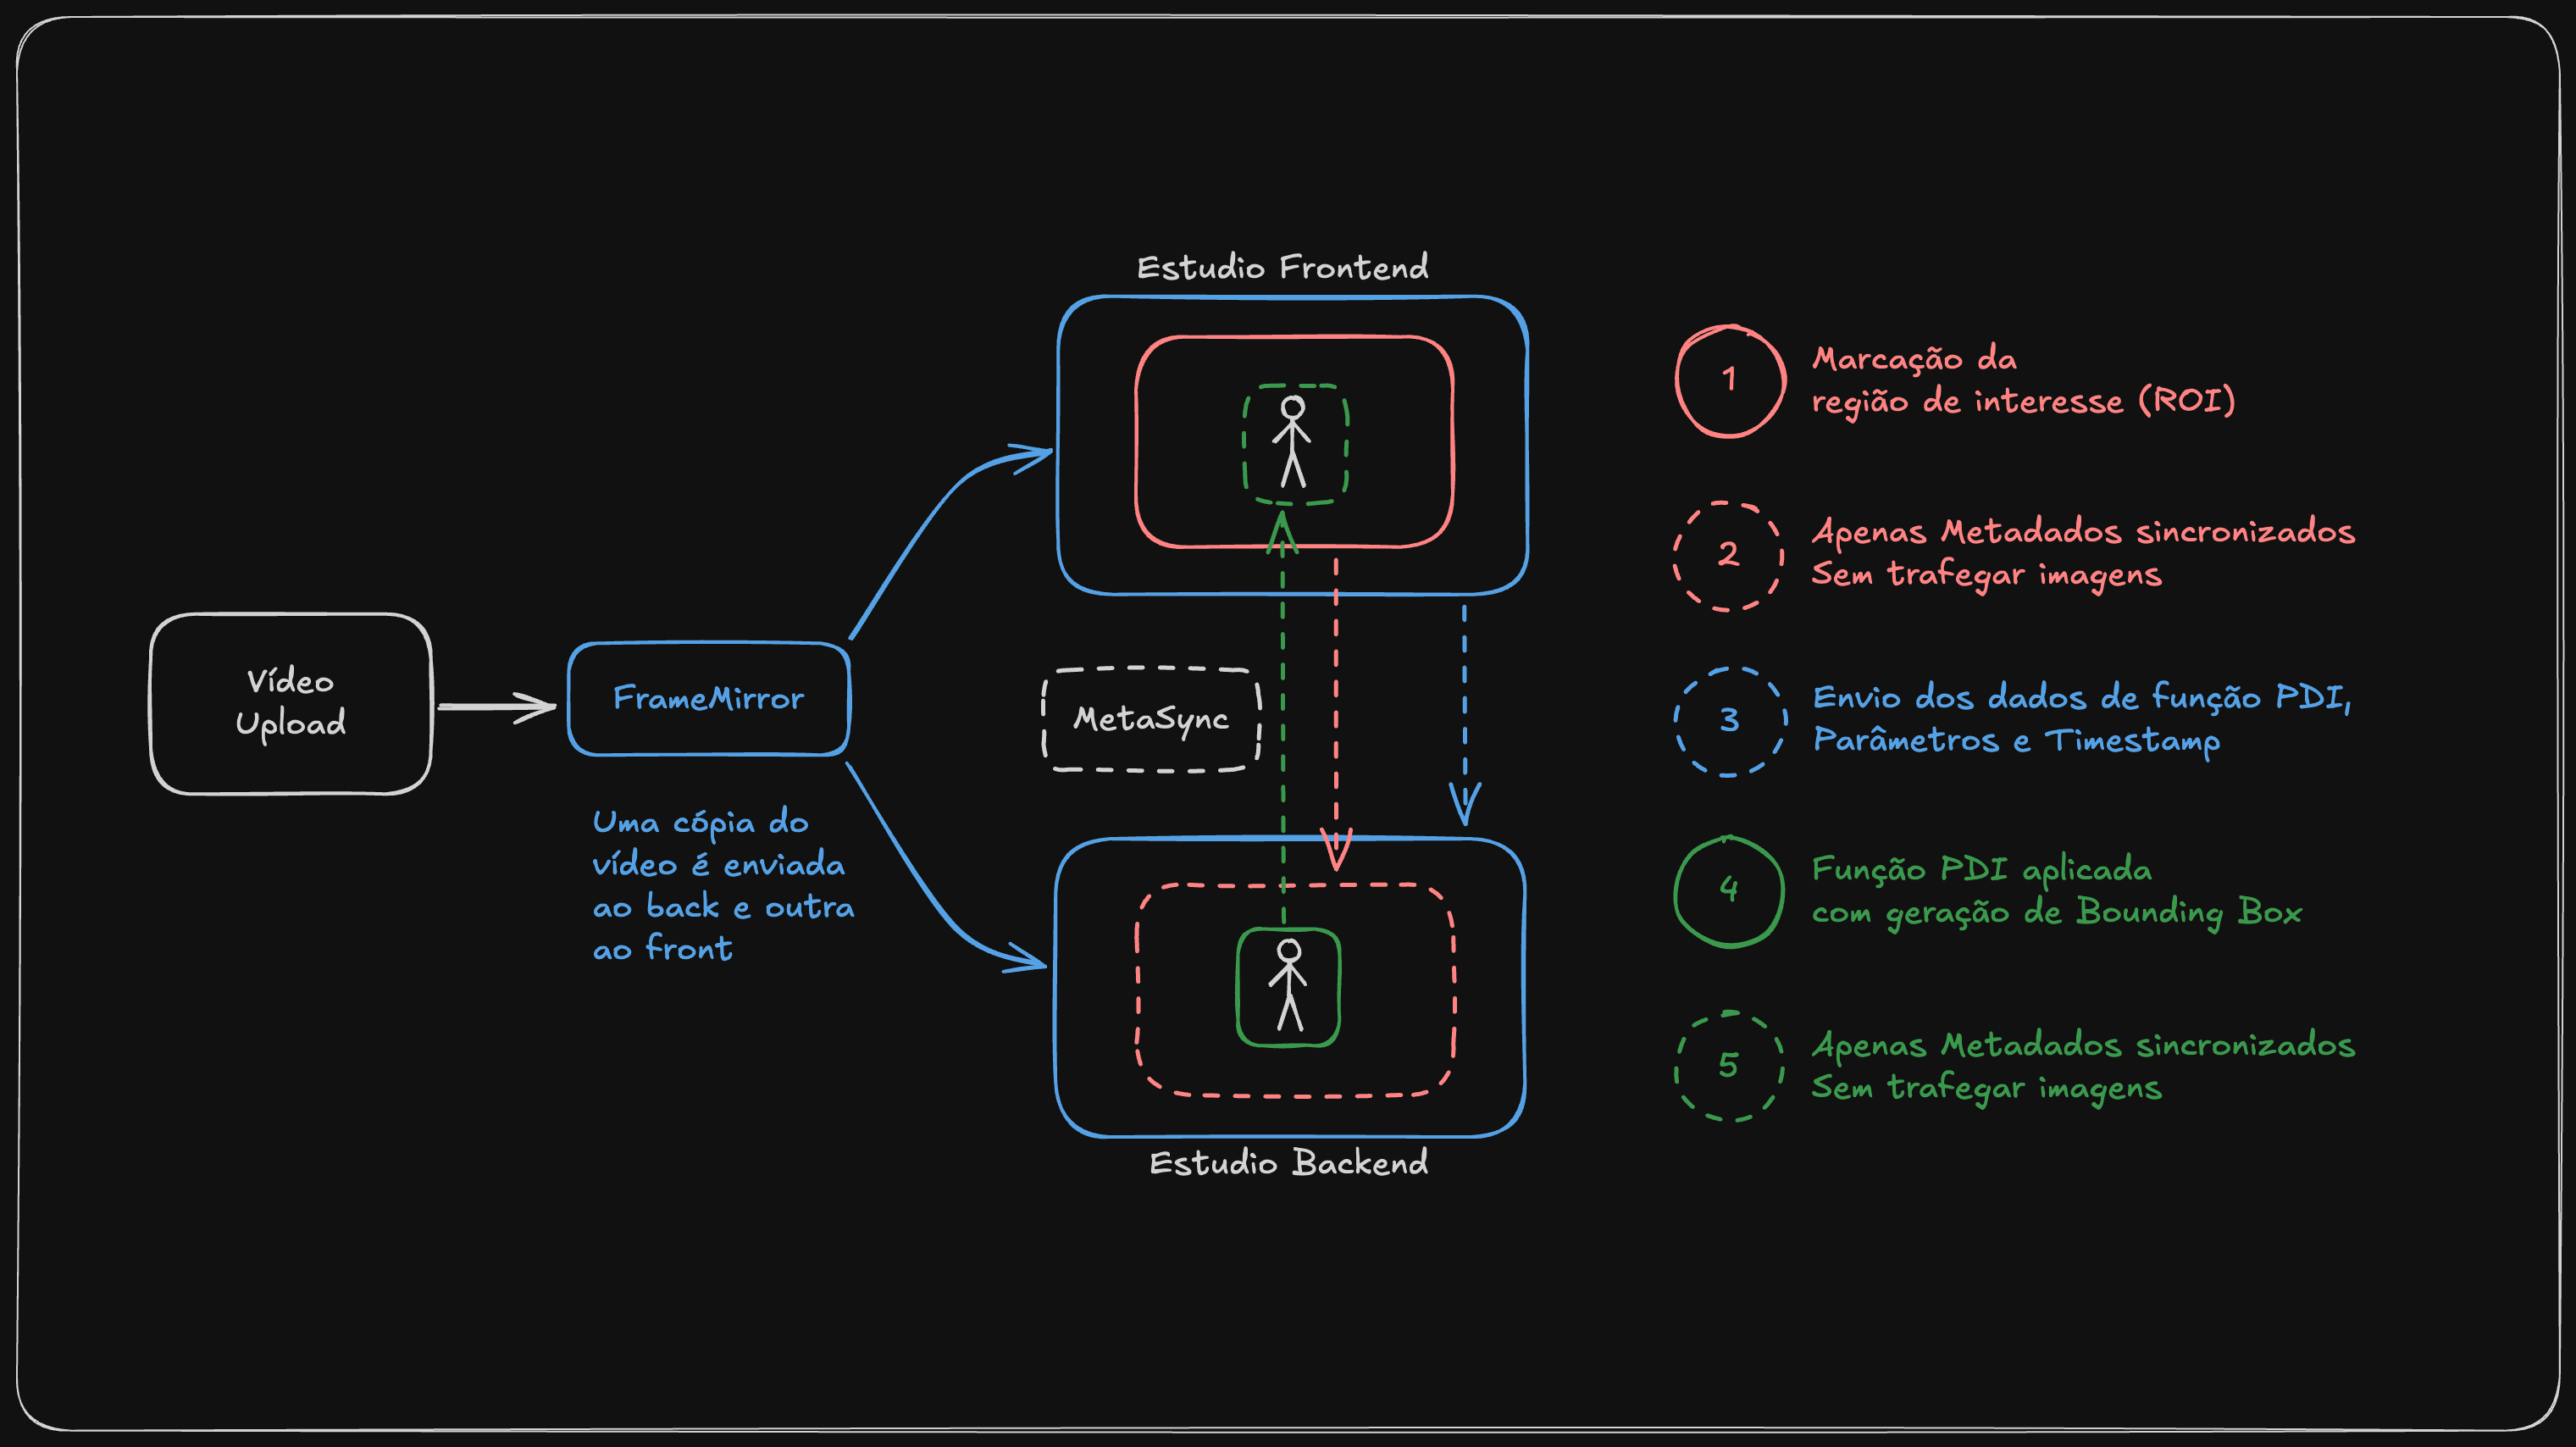 Vídeo
Upload
FrameMirror
Uma cópia do
vídeo é enviada
ao back e outra
ao front
Estudio Frontend
MetaSync
Estudio Backend
1
Marcação da
região de interesse (ROI)
2
Apenas Metadados sincronizados
Sem trafegar imagens
3
Envio dos dados de função PDI,
Parâmetros e Timestamp
4
Função PDI aplicada
com geração de Bounding Box
5
Apenas Metadados sincronizados
Sem trafegar imagens